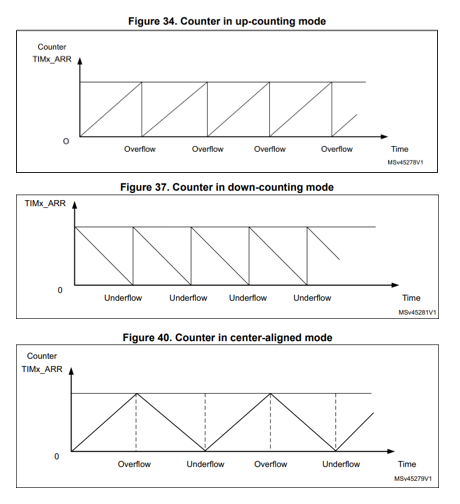 Figure 34. Counter in up-counting mode
Counter
TIMx_ARR
O
Overflow Overflow Overflow Overflow Time
MSv45278V1
Figure 37. Counter in down-counting mode
TIMx_ARR
0
Underflow Underflow Underflow Underflow Time
MSv45281V1
Figure 40. Counter in center-aligned mode
Counter
TIMx_ARR
0
Overflow Underflow Overflow Underflow Time
MSv45279V1